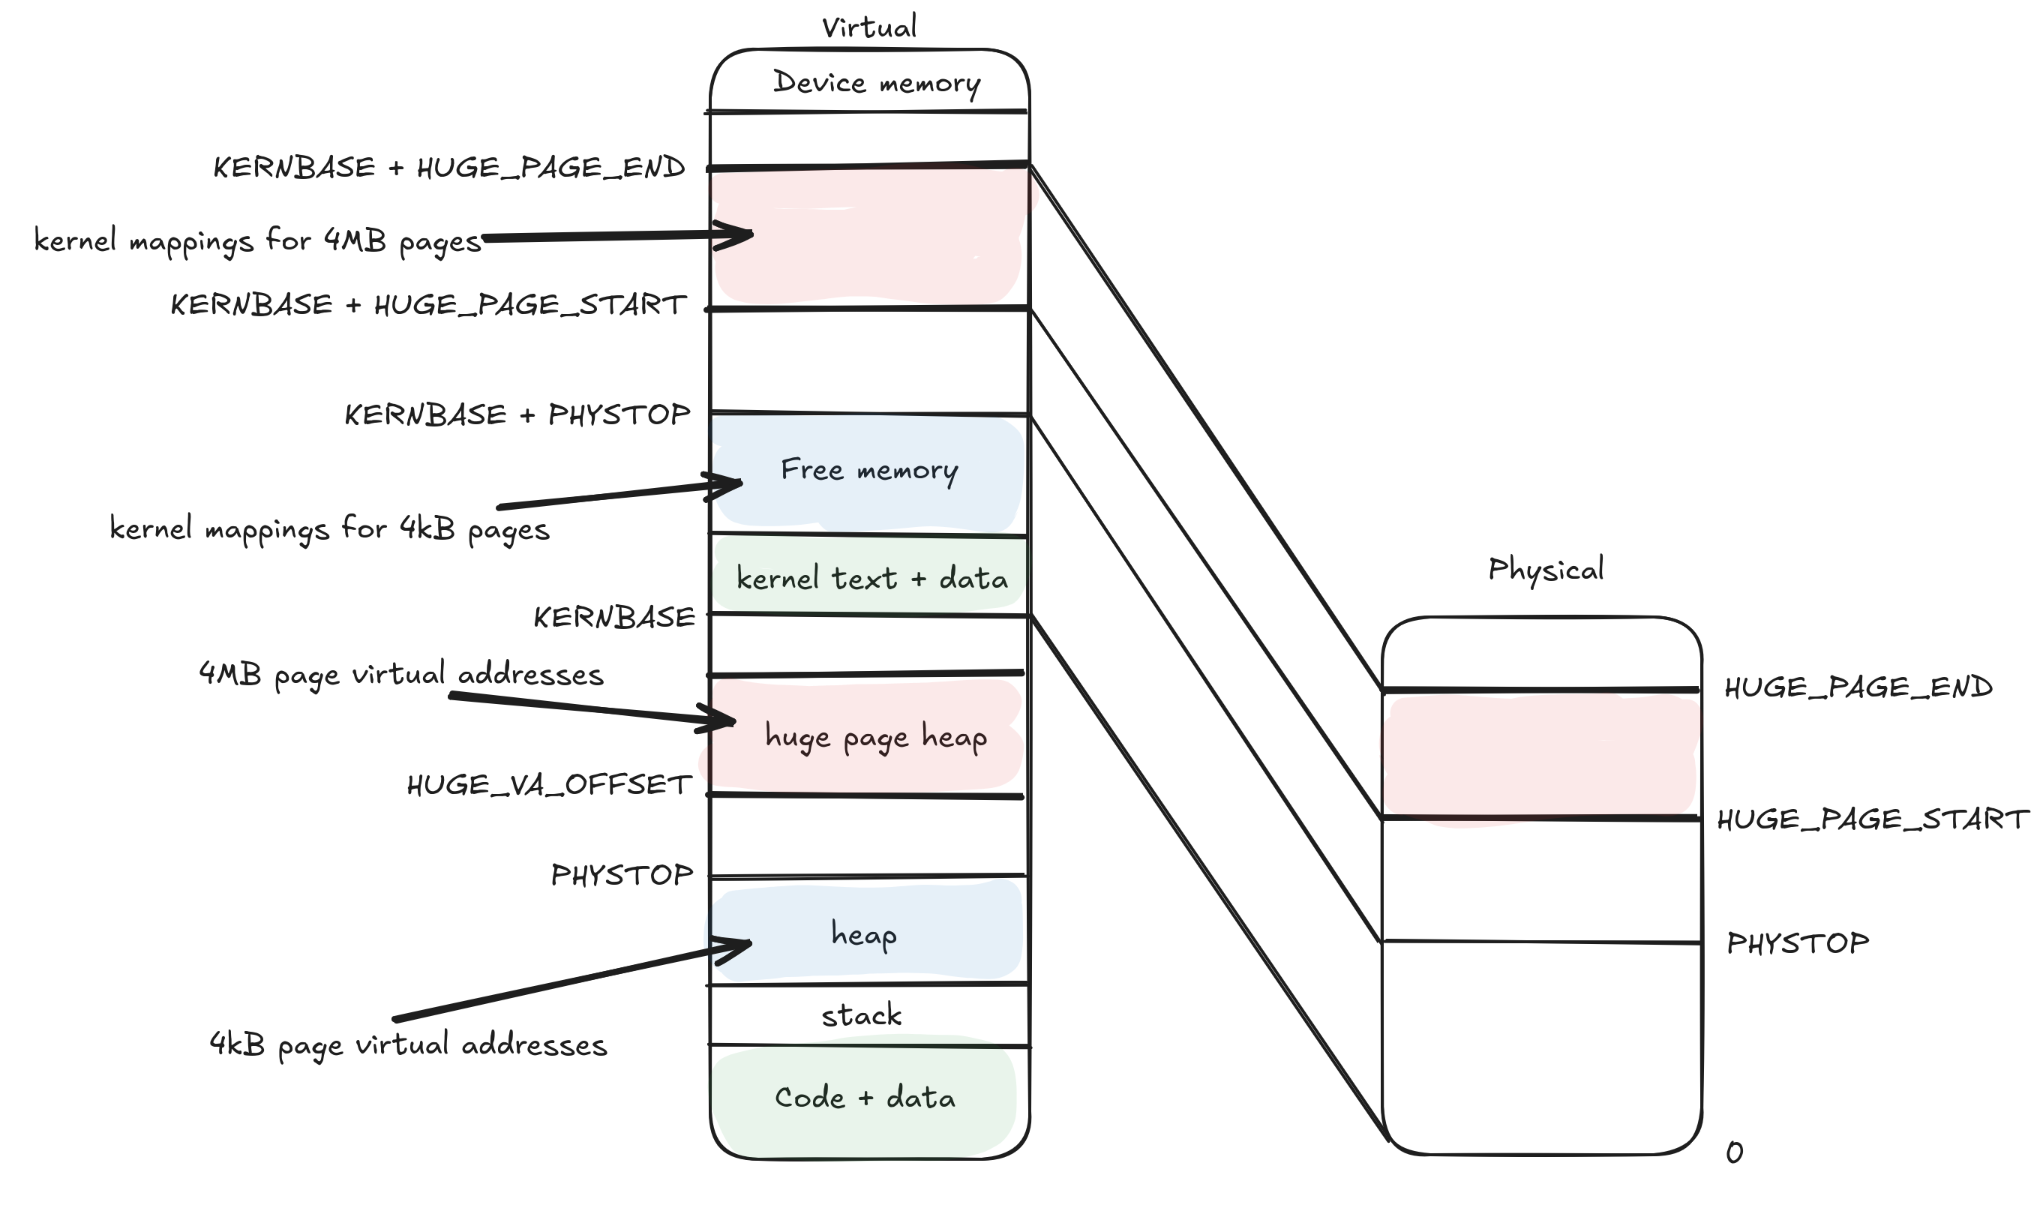 Virtual
Device memory
KERNBASE + HUGE_PAGE_END
kernel mappings for 4MB pages
KERNBASE + HUGE_PAGE_START
KERNBASE + PHYSTOP
Free memory
kernel mappings for 4kB pages
kernel text + data
KERNBASE
4MB page virtual addresses
huge page heap
HUGE_VA_OFFSET
PHYSTOP
heap
stack
4kB page virtual addresses
Code + data
Physical
HUGE_PAGE_END
HUGE_PAGE_START
PHYSTOP
0